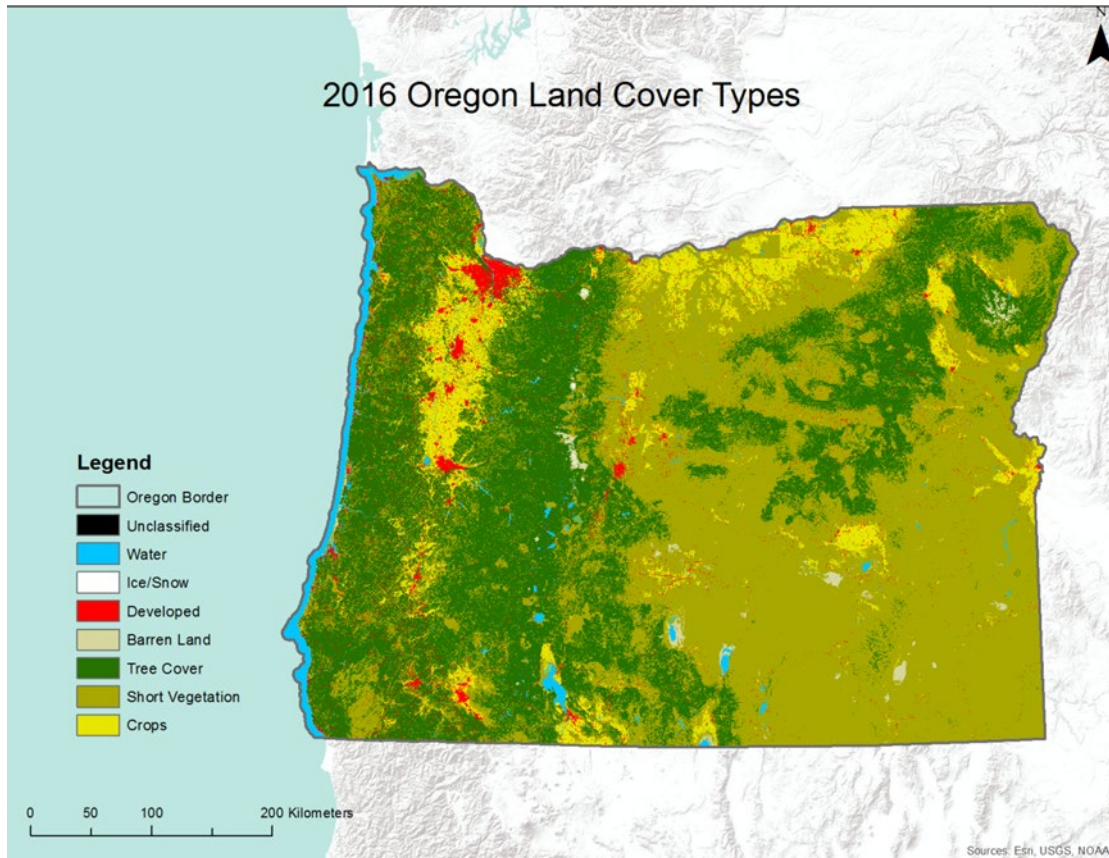 N
2016 Oregon Land Cover Types
Legend
Oregon Border
Unclassified
Water
Ice/Snow
Developed
Barren Land
Tree Cover
Short Vegetation
Crops
0 50 100 200 Kilometers
Sources: Esri, USGS, NOAA